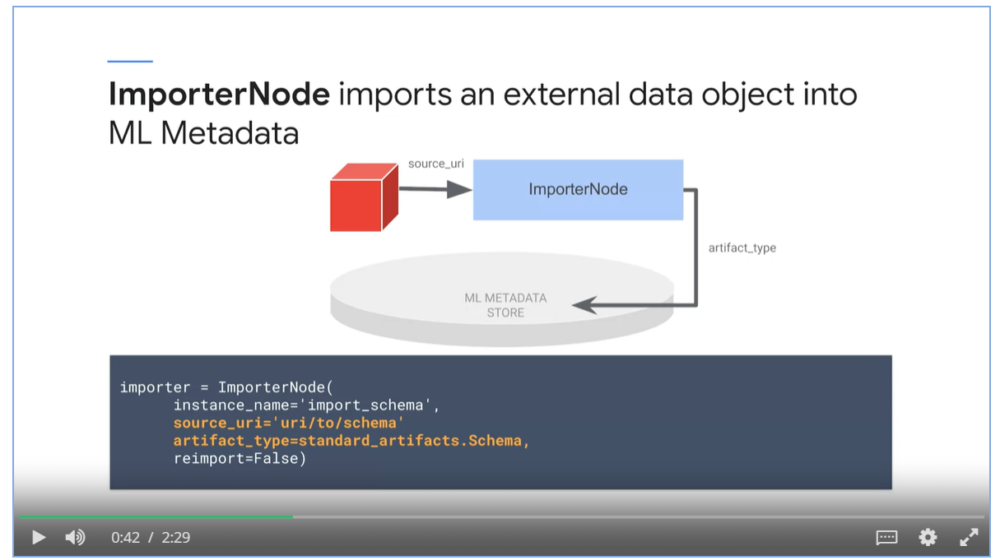 ImporterNode imports an external data object into
ML Metadata
source_uri
ImporterNode
artifact_type
ML METADATA
STORE
importer = ImporterNode(
      instance_name='import_schema',
      source_uri='uri/to/schema'
      artifact_type=standard_artifacts.Schema,
      reimport=False)
0:42 / 2:29